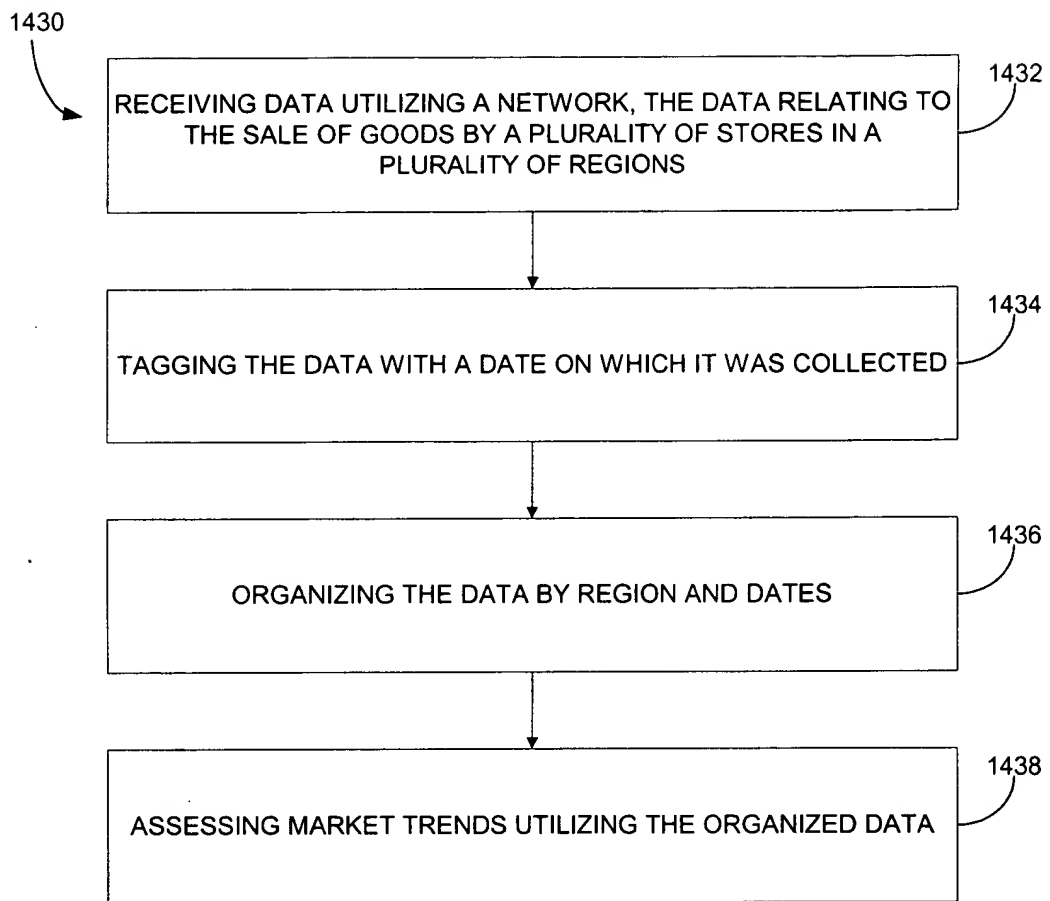 1430
1432
RECEIVING DATA UTILIZING A NETWORK, THE DATA RELATING TO
THE SALE OF GOODS BY A PLURALITY OF STORES IN A
PLURALITY OF REGIONS
1434
TAGGING THE DATA WITH A DATE ON WHICH IT WAS COLLECTED
1436
ORGANIZING THE DATA BY REGION AND DATES
1438
ASSESSING MARKET TRENDS UTILIZING THE ORGANIZED DATA